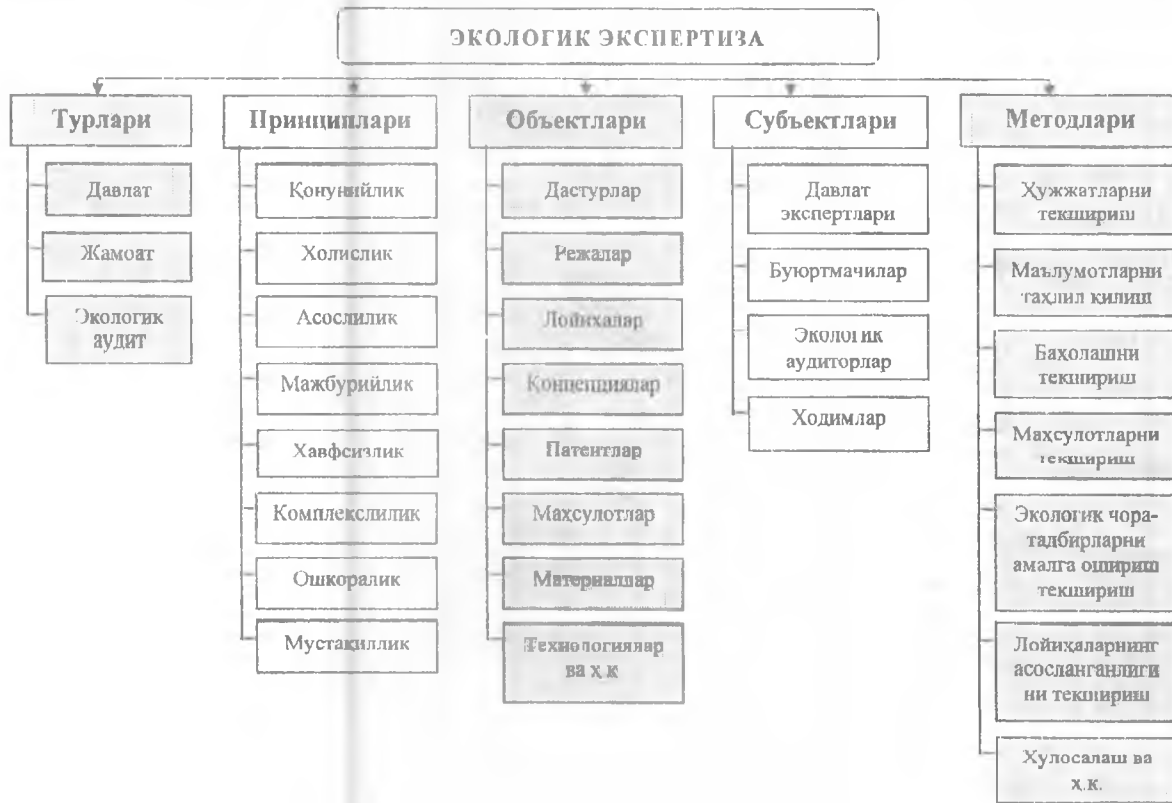 ЭКОЛОГИК ЭКСПЕРТИЗА
Турлари
Давлат
Жамоат
Экологик
аудит
Принциплари
Қонунийлик
Холислик
Асослилик
Мажбурийлик
Хавфсизлик
Комплекслилик
Ошкоралик
Мустақиллик
Объектлари
Дастурлар
Режалар
Лойиҳалар
Концепциялар
Патентлар
Маҳсулотлар
Материаллар
Технологиялар
ва ҳ.к
Субъектлари
Давлат
экспертлари
Буюртмачилар
Экологик
аудиторлар
Ходимлар
Методлари
Ҳужжатларни
текшириш
Маълумотларни
таҳлил қилиш
Баҳолашни
текшириш
Маҳсулотларни
текшириш
Экологик чора-
тадбирларни
амалга ошириш
текшириш
Лойиҳаларнинг
асосланганлиги
ни текшириш
Хулосалаш ва
ҳ.к.